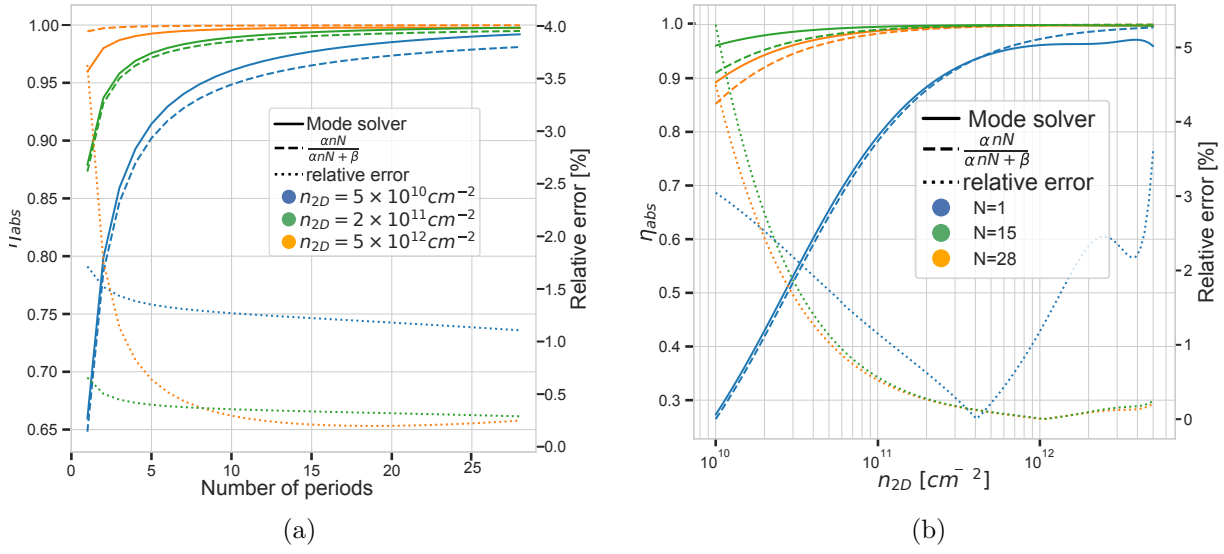 1.00
0.95
0.90
0.85
0.80
0.75
0.70
0.65
η_abs
4.0
3.5
3.0
2.5
2.0
1.5
1.0
0.5
0.0
Relative error [%]
0 5 10 15 20 25
Number of periods
Mode solver
αnN / αnN + β
relative error
n_2D = 5 × 10^10 cm^−2
n_2D = 2 × 10^11 cm^−2
n_2D = 5 × 10^12 cm^−2
(a)
1.0
0.9
0.8
0.7
0.6
0.5
0.4
0.3
η_abs
5
4
3
2
1
0
Relative error [%]
10^10 10^11 10^12
n_2D [cm^−2]
Mode solver
αnN / αnN + β
relative error
N=1
N=15
N=28
(b)